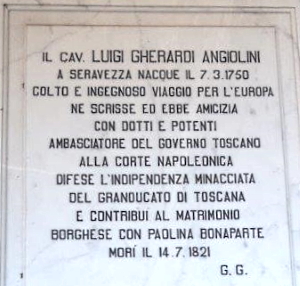 IL CAV. LUIGI GHERARDI ANGIOLINI
A SERAVEZZA NACQUE IL 7.3.1750
COLTO E INGEGNOSO VIAGGIO PER L'EUROPA
NE SCRISSE ED EBBE AMICIZIA
CON DOTTI E POTENTI
AMBASCIATORE DEL GOVERNO TOSCANO
ALLA CORTE NAPOLEONICA
DIFESE L'INDIPENDENZA MINACCIATA
DEL GRANDUCATO DI TOSCANA
E CONTRIBUÌ AL MATRIMONIO
BORGHESE CON PAOLINA BONAPARTE
MORÍ IL 14.7.1821
G. G.